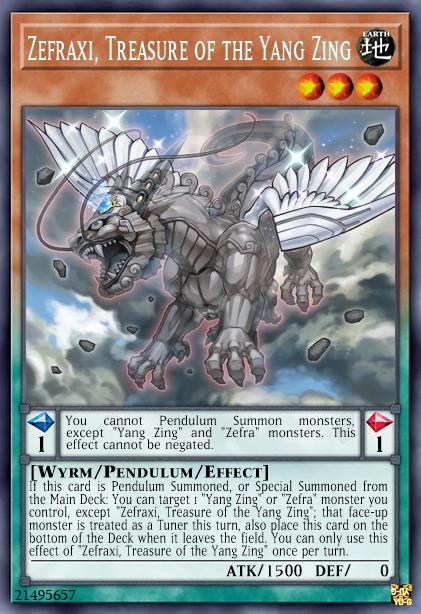 ZEFRAXI, TREASURE OF THE YANG ZING
EARTH
地
You cannot Pendulum Summon monsters,
except "Yang Zing" and "Zefra" monsters. This
effect cannot be negated.
1
1
[WYRM/PENDULUM/EFFECT]
If this card is Pendulum Summoned, or Special Summoned from
the Main Deck: You can target 1 "Yang Zing" or "Zefra" monster you
control, except "Zefraxi, Treasure of the Yang Zing"; that face-up
monster is treated as a Tuner this turn, also place this card on the
bottom of the Deck when it leaves the field. You can only use this
effect of "Zefraxi, Treasure of the Yang Zing" once per turn.
ATK/1500 DEF/ 0
21495657